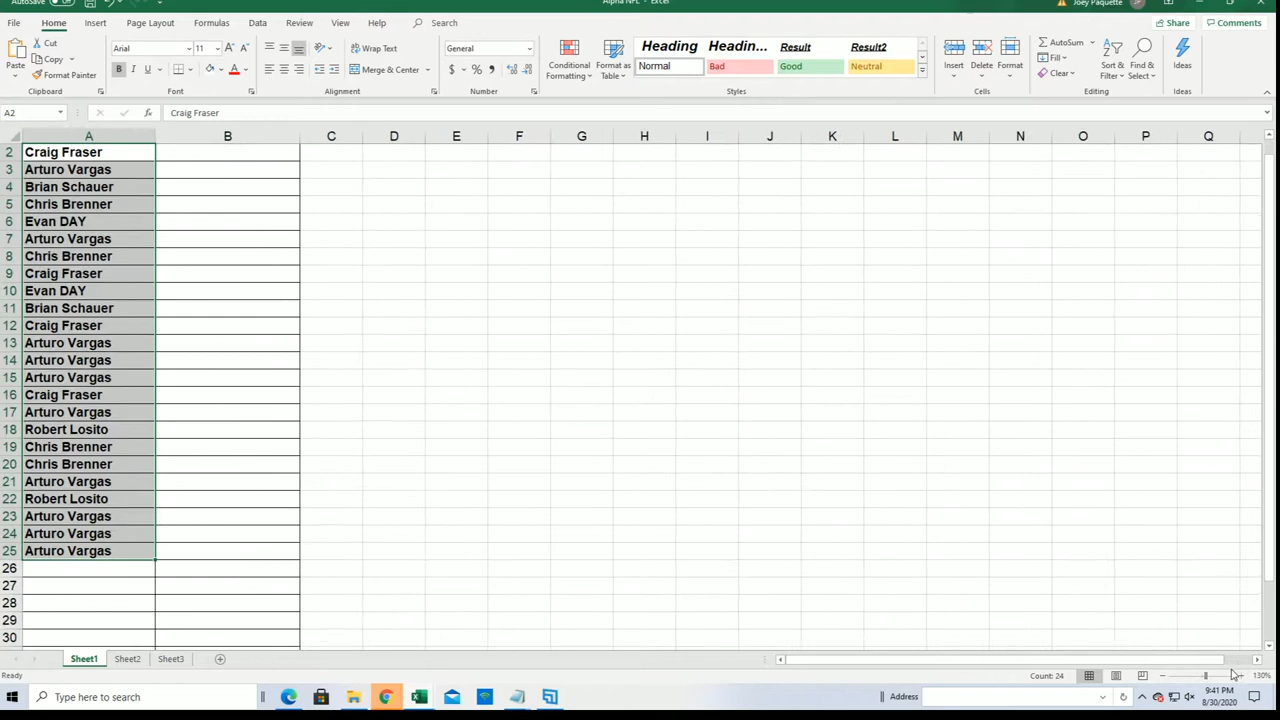 AutoSave Off Alpha NFL - Excel Joey Paquette JP
File Home Insert Page Layout Formulas Data Review View Help Search Share Comments
Cut Arial 11 Wrap Text General Heading Headin... Result Result2 AutoSum
Paste Copy Conditional Format as Insert Delete Format Fill Sort & Find & Ideas
Format Painter B I U Merge & Center $ % Normal Bad Good Neutral Formatting Table Clear Filter Select
Clipboard Font Alignment Number Styles Cells Editing Ideas
A2 fx Craig Fraser
A B C D E F G H I J K L M N O P Q
2 Craig Fraser
3 Arturo Vargas
4 Brian Schauer
5 Chris Brenner
6 Evan DAY
7 Arturo Vargas
8 Chris Brenner
9 Craig Fraser
10 Evan DAY
11 Brian Schauer
12 Craig Fraser
13 Arturo Vargas
14 Arturo Vargas
15 Arturo Vargas
16 Craig Fraser
17 Arturo Vargas
18 Robert Losito
19 Chris Brenner
20 Chris Brenner
21 Arturo Vargas
22 Robert Losito
23 Arturo Vargas
24 Arturo Vargas
25 Arturo Vargas
26
27
28
29
30
Sheet1 Sheet2 Sheet3
Ready Count: 24 130%
Type here to search Address 9:41 PM
8/30/2020